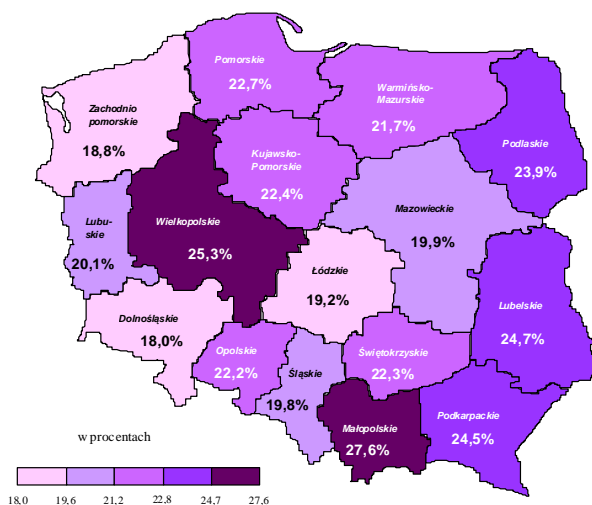 Pomorskie
22,7%
Warmińsko-
Mazurskie
21,7%
Zachodnio
pomorskie
18,8%
Podlaskie
23,9%
Kujawsko-
Pomorskie
22,4%
Mazowieckie
19,9%
Lubu-
skie
20,1%
Wielkopolskie
25,3%
Łódzkie
19,2%
Lubelskie
24,7%
Dolnośląskie
18,0%
Opolskie
22,2%
Śląskie
19,8%
Świętokrzyskie
22,3%
Małopolskie
27,6%
Podkarpackie
24,5%
w procentach
18,0 19,6 21,2 22,8 24,7 27,6